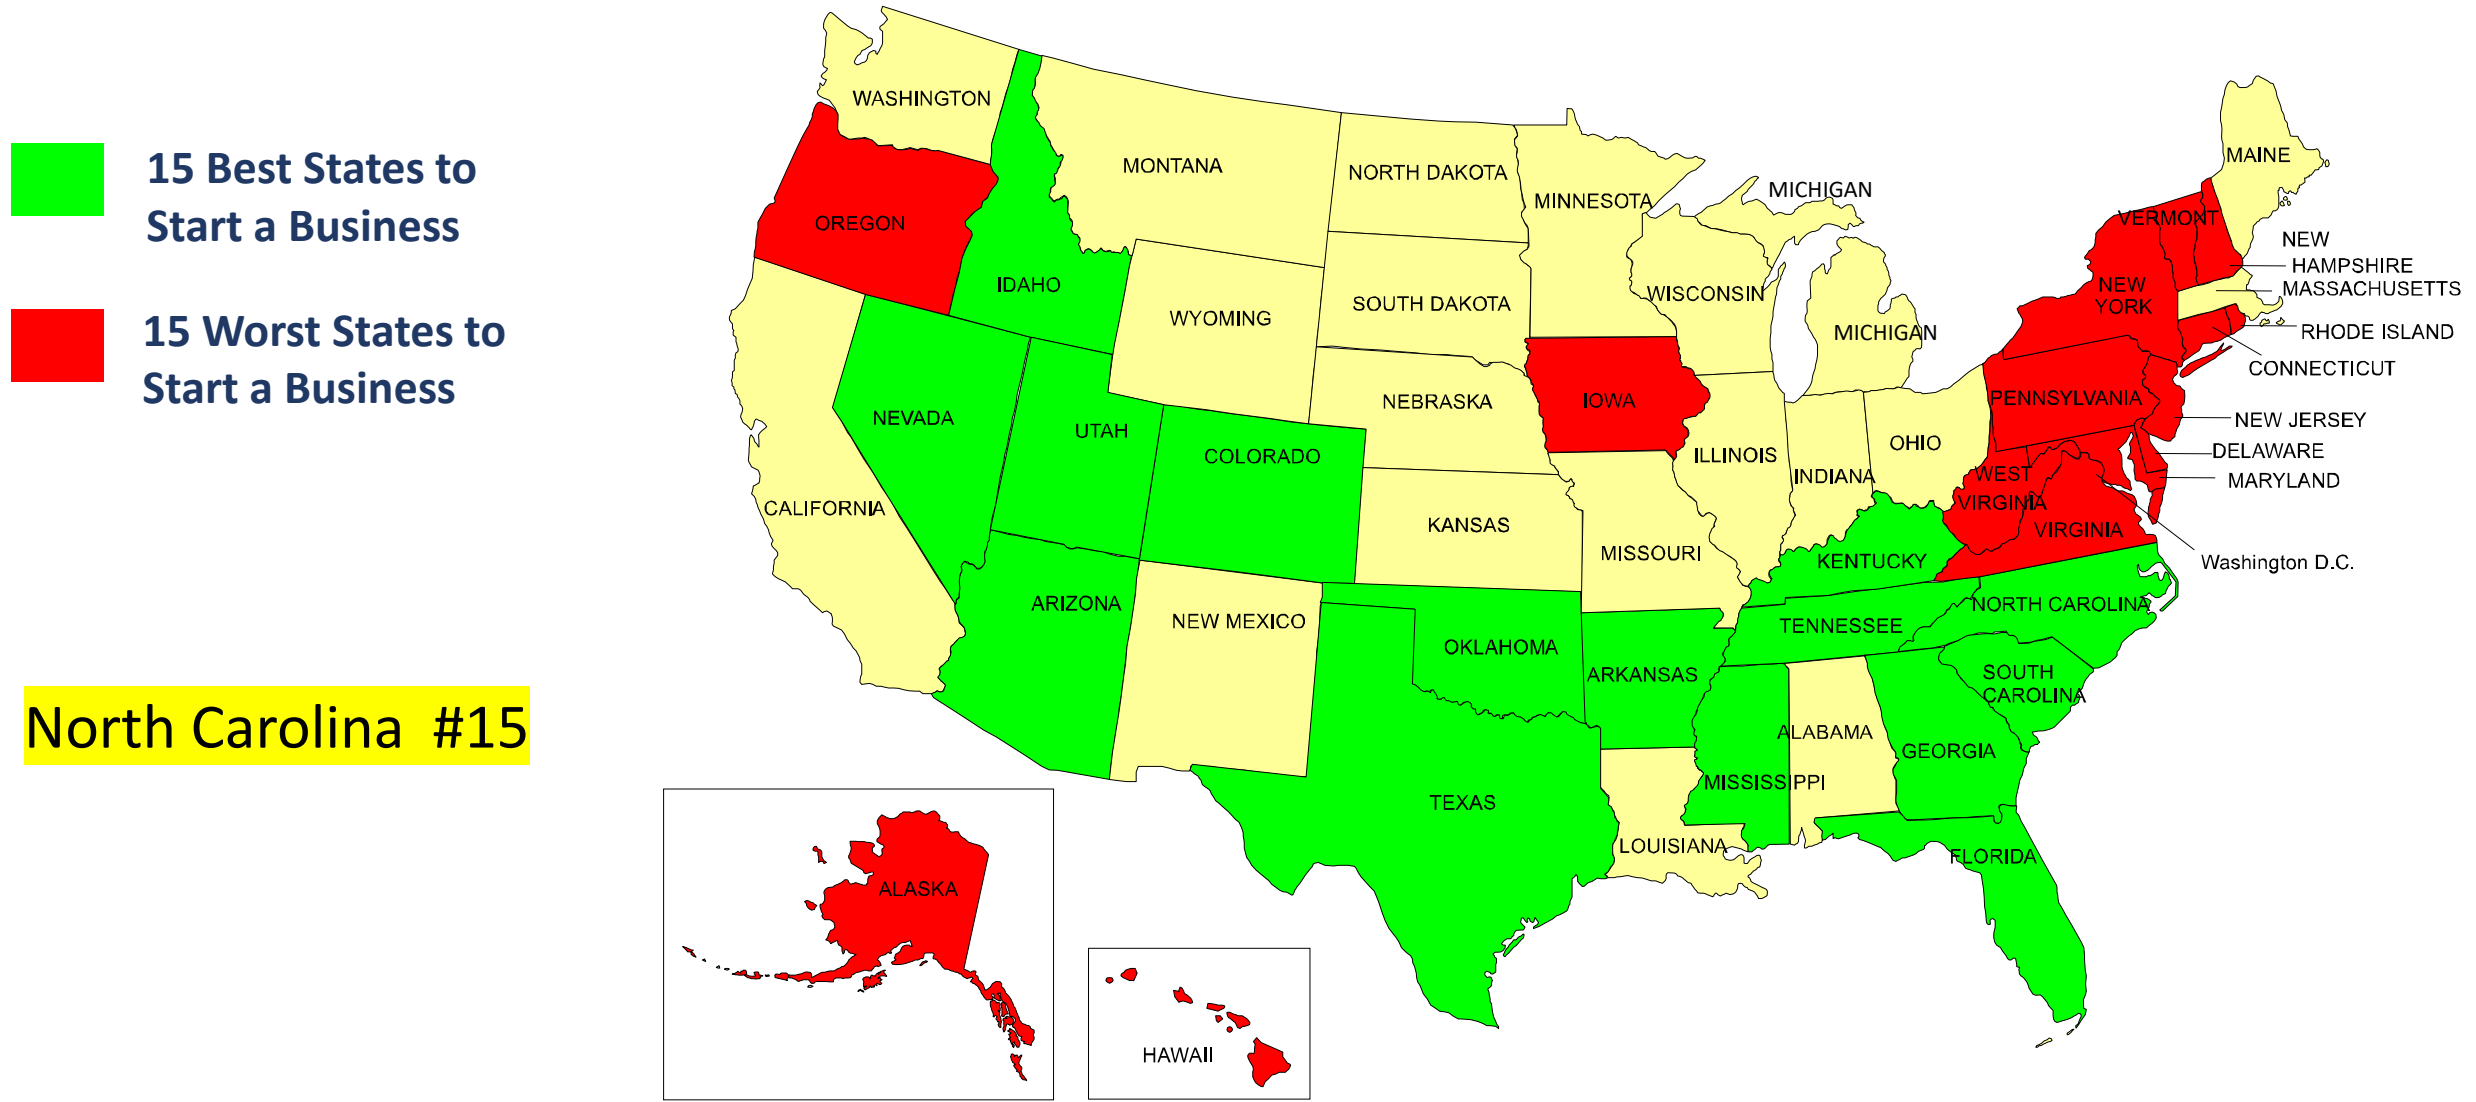 15 Best States to
Start a Business
15 Worst States to
Start a Business
North Carolina  #15
WASHINGTON
OREGON
CALIFORNIA
IDAHO
NEVADA
UTAH
ARIZONA
MONTANA
WYOMING
COLORADO
NEW MEXICO
NORTH DAKOTA
SOUTH DAKOTA
NEBRASKA
KANSAS
OKLAHOMA
TEXAS
MINNESOTA
IOWA
MISSOURI
ARKANSAS
LOUISIANA
WISCONSIN
ILLINOIS
MICHIGAN
MICHIGAN
INDIANA
OHIO
KENTUCKY
TENNESSEE
MISSISSIPPI
ALABAMA
GEORGIA
FLORIDA
SOUTH
CAROLINA
NORTH CAROLINA
VIRGINIA
WEST
VIRGINIA
PENNSYLVANIA
NEW
YORK
VERMONT
MAINE
NEW
HAMPSHIRE
MASSACHUSETTS
RHODE ISLAND
CONNECTICUT
NEW JERSEY
DELAWARE
MARYLAND
Washington D.C.
ALASKA
HAWAII